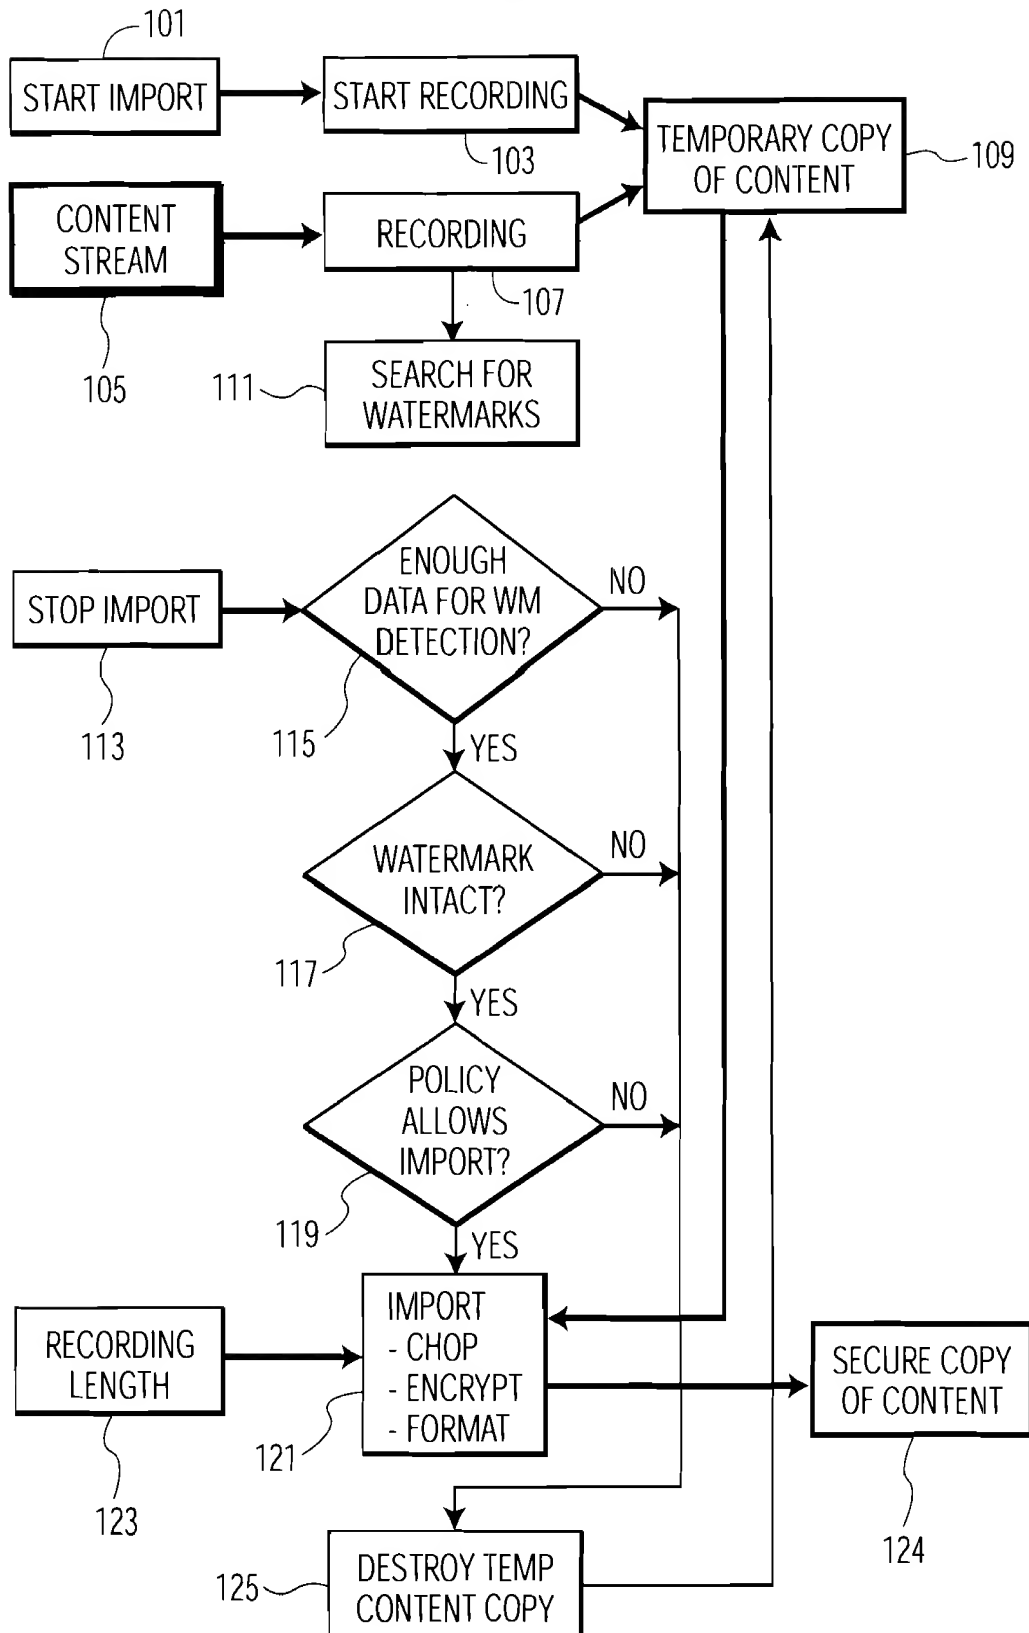 101
START IMPORT
START RECORDING
103
TEMPORARY COPY
OF CONTENT
109
CONTENT
STREAM
105
RECORDING
107
111
SEARCH FOR
WATERMARKS
STOP IMPORT
113
ENOUGH
DATA FOR WM
DETECTION?
115
NO
YES
WATERMARK
INTACT?
117
NO
YES
POLICY
ALLOWS
IMPORT?
119
NO
YES
RECORDING
LENGTH
123
IMPORT
- CHOP
- ENCRYPT
- FORMAT
121
SECURE COPY
OF CONTENT
124
125
DESTROY TEMP
CONTENT COPY